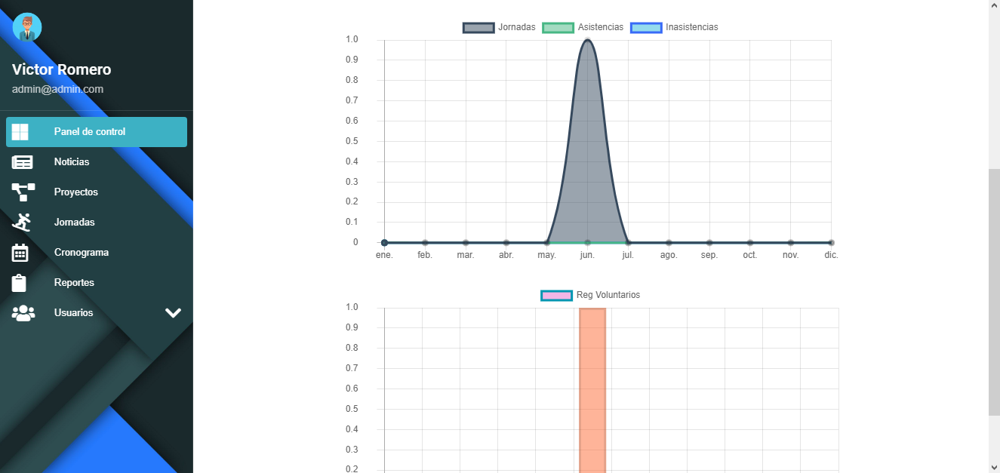 Victor Romero
admin@admin.com
Panel de control
Noticias
Proyectos
Jornadas
Cronograma
Reportes
Usuarios
Jornadas Asistencias Inasistencias
1.0
0.9
0.8
0.7
0.6
0.5
0.4
0.3
0.2
0.1
0
ene. feb. mar. abr. may. jun. jul. ago. sep. oct. nov. dic.
Reg Voluntarios
1.0
0.9
0.8
0.7
0.6
0.5
0.4
0.3
0.2